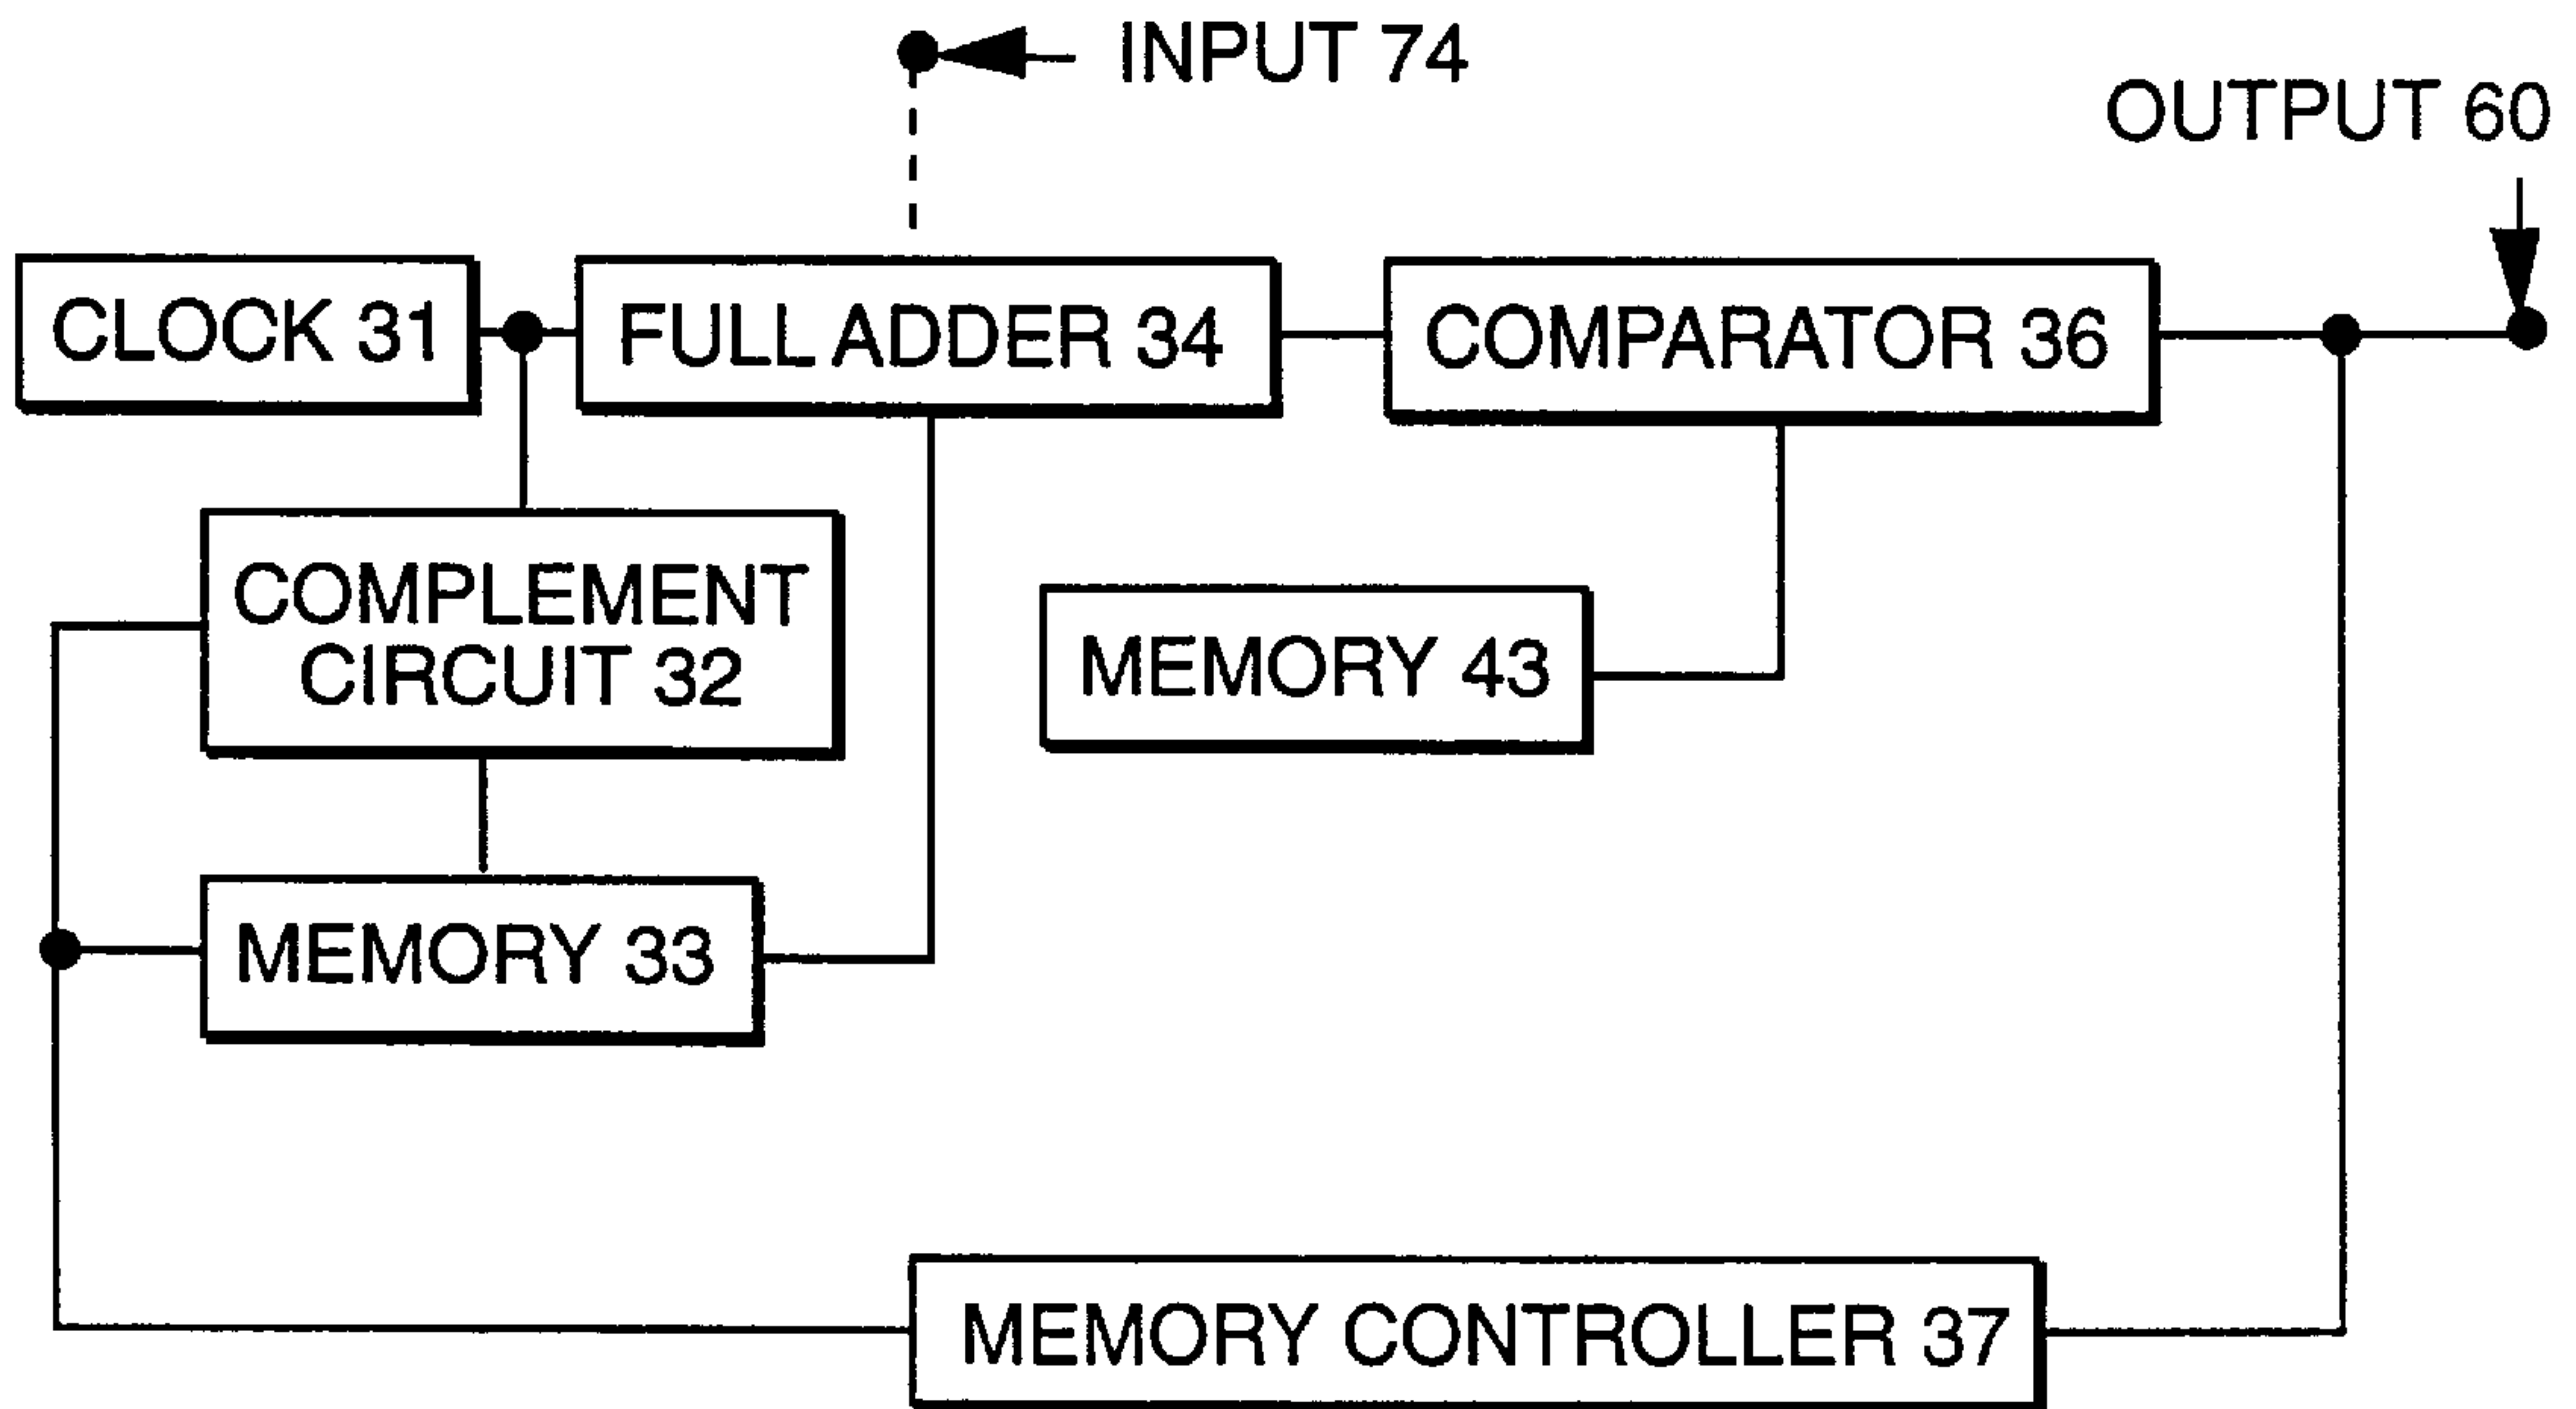 INPUT 74
OUTPUT 60
CLOCK 31
FULL ADDER 34
COMPARATOR 36
COMPLEMENT
CIRCUIT 32
MEMORY 43
MEMORY 33
MEMORY CONTROLLER 37